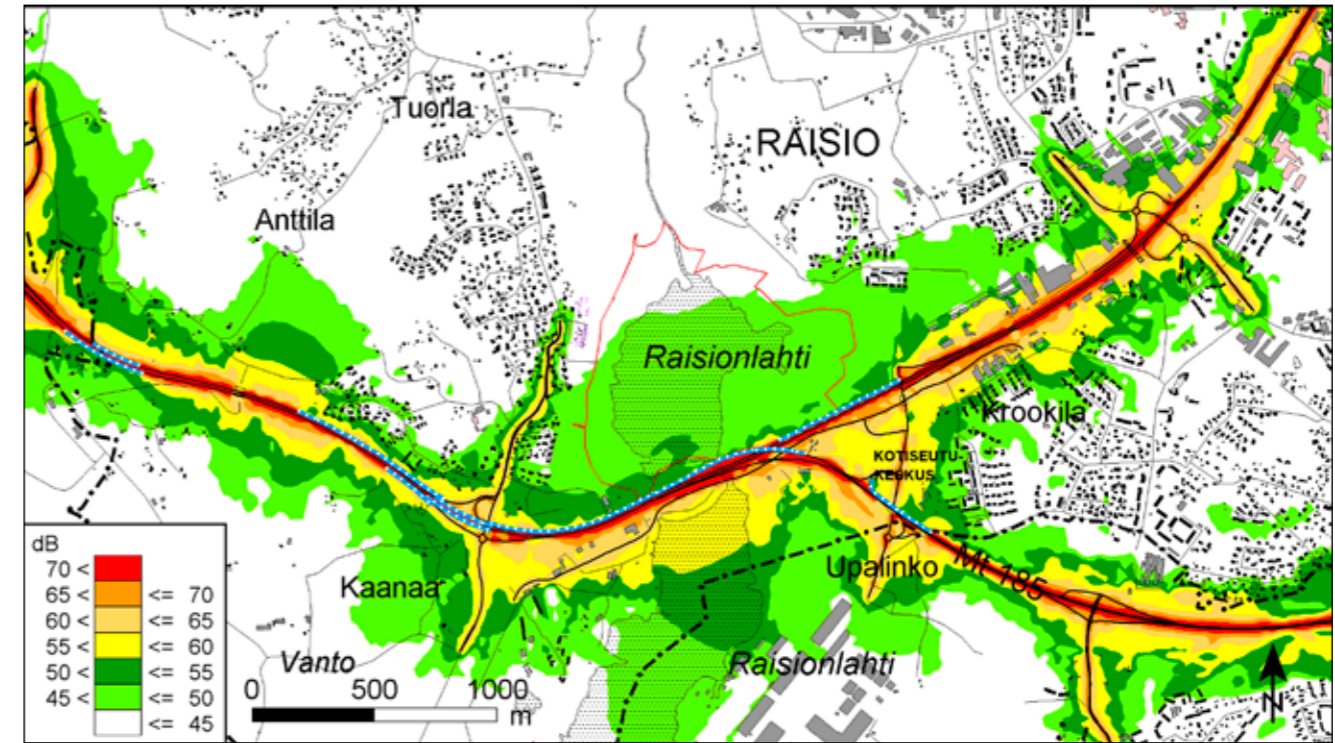 Tuorla
RAISIO
Anttila
Raisionlahti
Krookila
KOTISEUTU-
KESKUS
Upalinko
Mt 185
Kaanaa
Vanto
Raisionlahti
dB
70 <
65 < <= 70
60 < <= 65
55 < <= 60
50 < <= 55
45 < <= 50
<= 45
0 500 1000
m
N